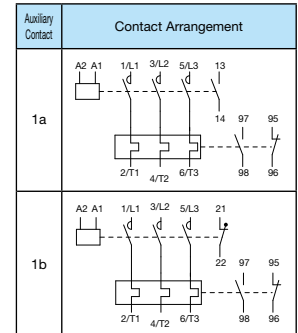 Auxiliary
Contact
Contact Arrangement
1a
A2 A1 1/L1 3/L2 5/L3 13
14 97 95
2/T1 4/T2 6/T3 98 96
1b
A2 A1 1/L1 3/L2 5/L3 21
22 97 95
2/T1 4/T2 6/T3 98 96